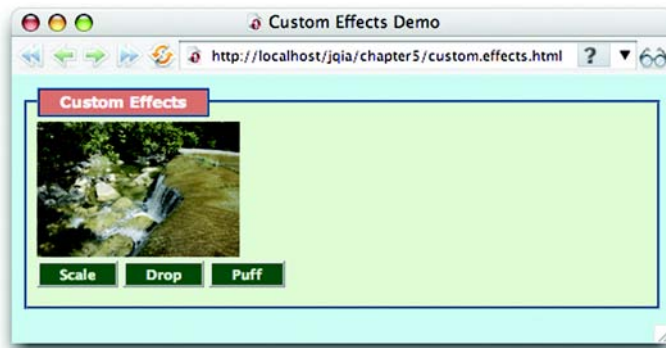 Custom Effects Demo
http://localhost/jqia/chapter5/custom.effects.html ?
Custom Effects
Scale Drop Puff